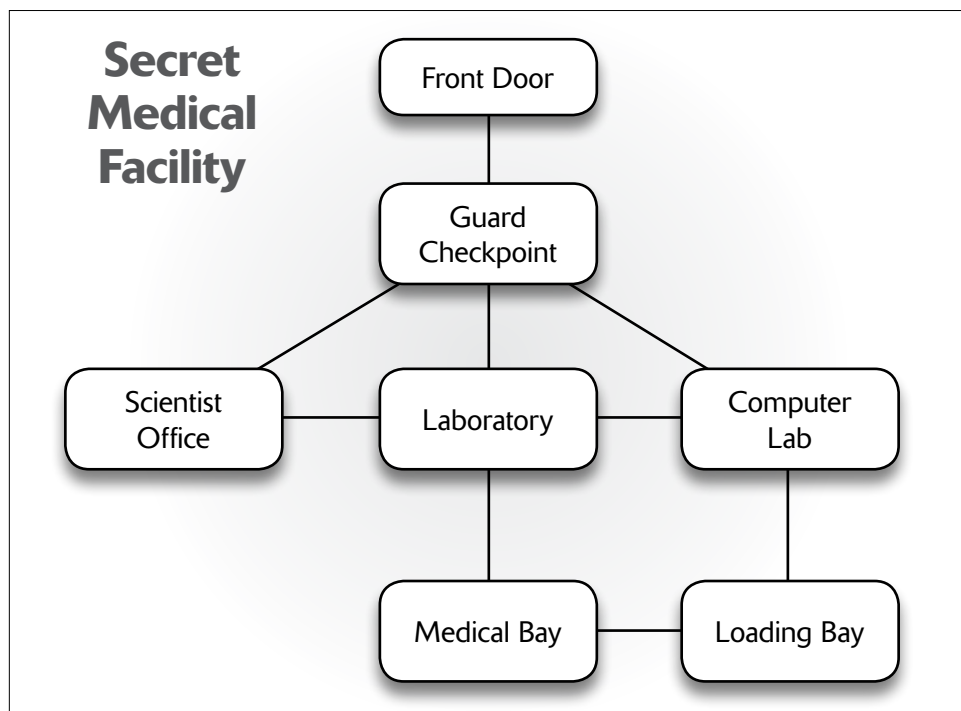 Secret
Medical
Facility
Front Door
Guard
Checkpoint
Scientist
Office
Laboratory
Computer
Lab
Medical Bay
Loading Bay